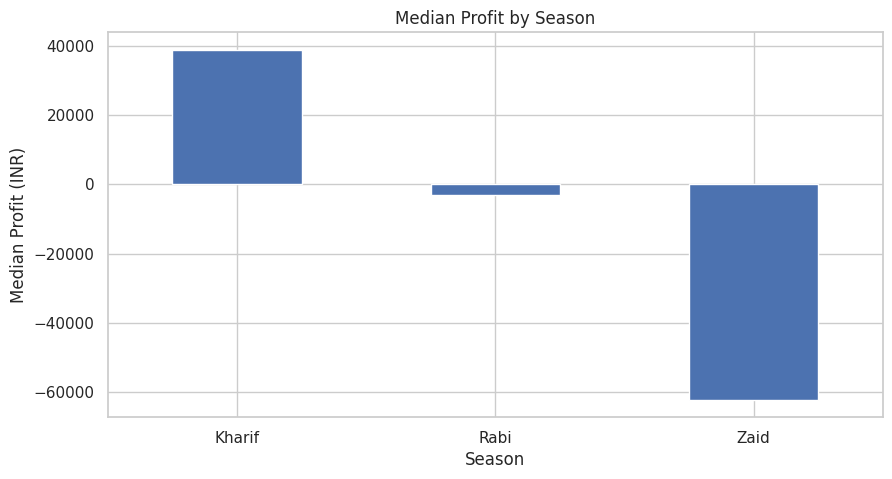 Median Profit by Season
Median Profit (INR)
40000
20000
0
−20000
−40000
−60000
Kharif
Rabi
Zaid
Season